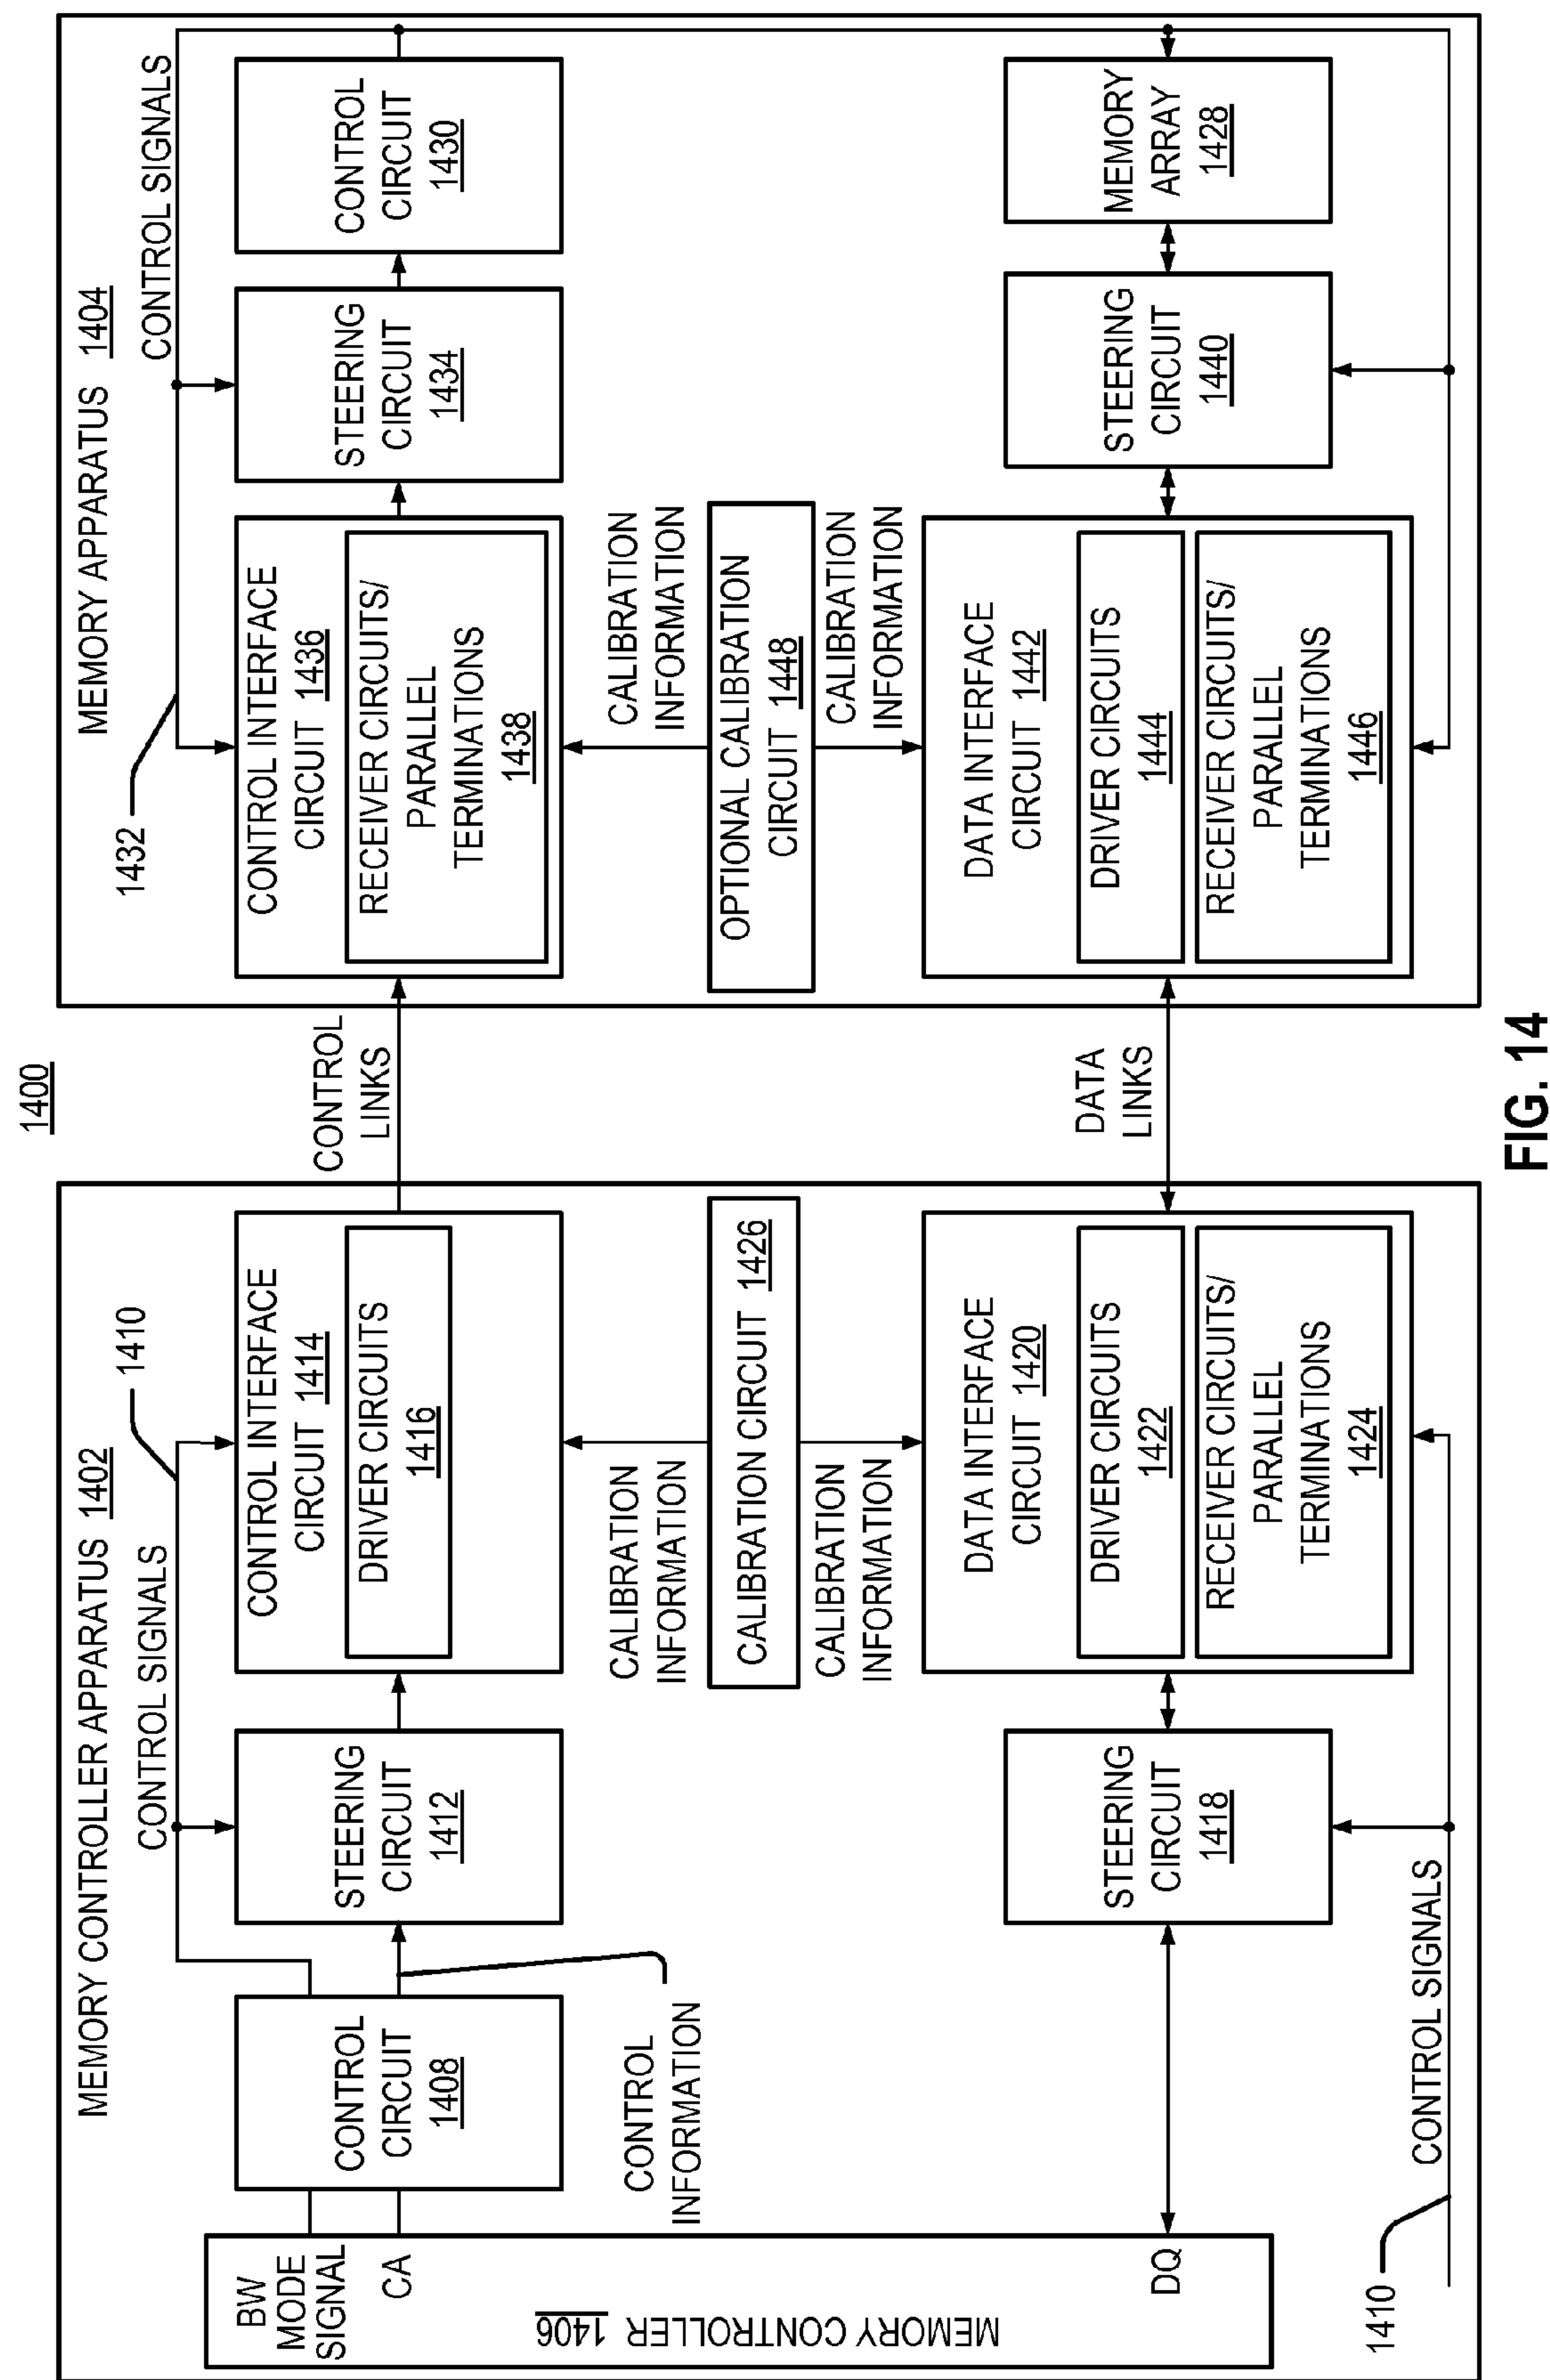 1400
MEMORY CONTROLLER APPARATUS 1402
CONTROL SIGNALS
1410
BW
MODE
SIGNAL
CA
DQ
MEMORY CONTROLLER 1406
CONTROL
CIRCUIT
1408
CONTROL
INFORMATION
STEERING
CIRCUIT
1412
CONTROL INTERFACE
CIRCUIT 1414
DRIVER CIRCUITS
1416
CALIBRATION
INFORMATION
CALIBRATION CIRCUIT 1426
CALIBRATION
INFORMATION
STEERING
CIRCUIT
1418
DATA INTERFACE
CIRCUIT 1420
DRIVER CIRCUITS
1422
RECEIVER CIRCUITS/
PARALLEL
TERMINATIONS
1424
1410
CONTROL SIGNALS
CONTROL
LINKS
DATA
LINKS
MEMORY APPARATUS 1404
1432
CONTROL SIGNALS
CONTROL INTERFACE
CIRCUIT 1436
RECEIVER CIRCUITS/
PARALLEL
TERMINATIONS
1438
STEERING
CIRCUIT
1434
CONTROL
CIRCUIT
1430
CALIBRATION
INFORMATION
OPTIONAL CALIBRATION
CIRCUIT 1448
CALIBRATION
INFORMATION
DATA INTERFACE
CIRCUIT 1442
DRIVER CIRCUITS
1444
RECEIVER CIRCUITS/
PARALLEL
TERMINATIONS
1446
STEERING
CIRCUIT
1440
MEMORY
ARRAY
1428
FIG. 14